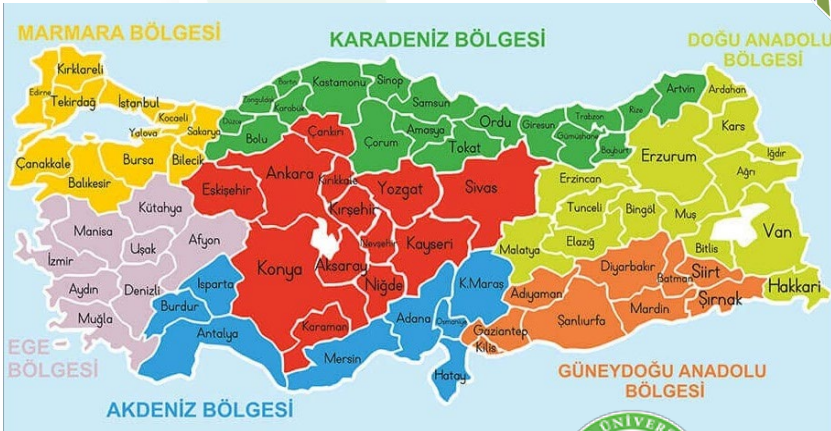 MARMARA BÖLGESİ
KARADENİZ BÖLGESİ
DOĞU ANADOLU
BÖLGESİ
Kırklareli
Edirne
Tekirdağ
İstanbul
Kocaeli
Yalova
Sakarya
Çanakkale
Bursa
Bilecik
Balıkesir
Düzce
Zonguldak
Bartın
Karabük
Kastamonu
Sinop
Bolu
Çorum
Samsun
Amasya
Tokat
Ordu
Giresun
Gümüşhane
Trabzon
Bayburt
Rize
Artvin
Ardahan
Kars
Iğdır
Ağrı
Erzurum
Erzincan
Tunceli
Bingöl
Muş
Bitlis
Van
Hakkari
Elazığ
Malatya
Çankırı
Ankara
Eskişehir
Kırıkkale
Kırşehir
Yozgat
Sivas
Nevşehir
Kayseri
Konya
Aksaray
Niğde
Karaman
Kütahya
Manisa
Uşak
Afyon
İzmir
Aydın
Denizli
Muğla
Isparta
Burdur
Antalya
Mersin
Adana
Osmaniye
K.Maraş
Hatay
Adıyaman
Gaziantep
Kilis
Şanlıurfa
Diyarbakır
Batman
Siirt
Mardin
Şırnak
EGE
BÖLGESİ
AKDENİZ BÖLGESİ
GÜNEYDOĞU ANADOLU
BÖLGESİ